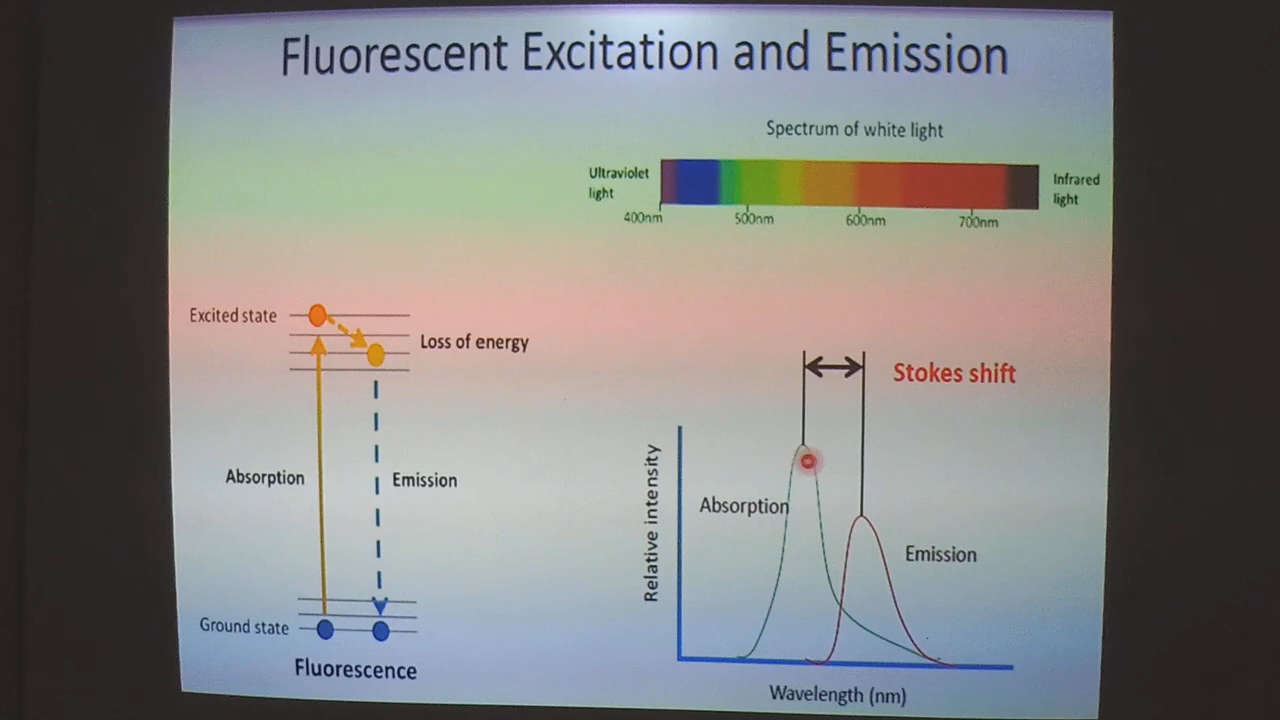 Fluorescent Excitation and Emission
Spectrum of white light
Ultraviolet
light
Infrared
light
400nm
500nm
600nm
700nm
Excited state
Loss of energy
Absorption
Emission
Ground state
Fluorescence
Stokes shift
Relative intensity
Absorption
Emission
Wavelength (nm)